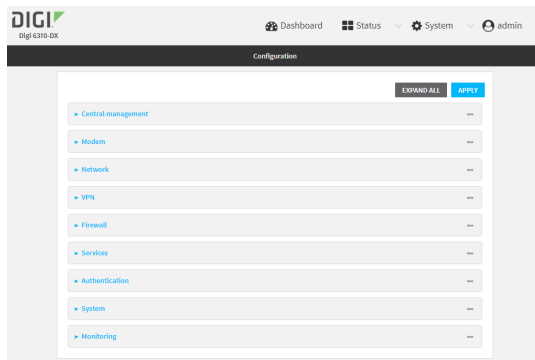 DIGI
Digi 6310-DX
Dashboard Status System admin
Configuration
EXPAND ALL APPLY
Central management
Modem
Network
VPN
Firewall
Services
Authentication
System
Monitoring